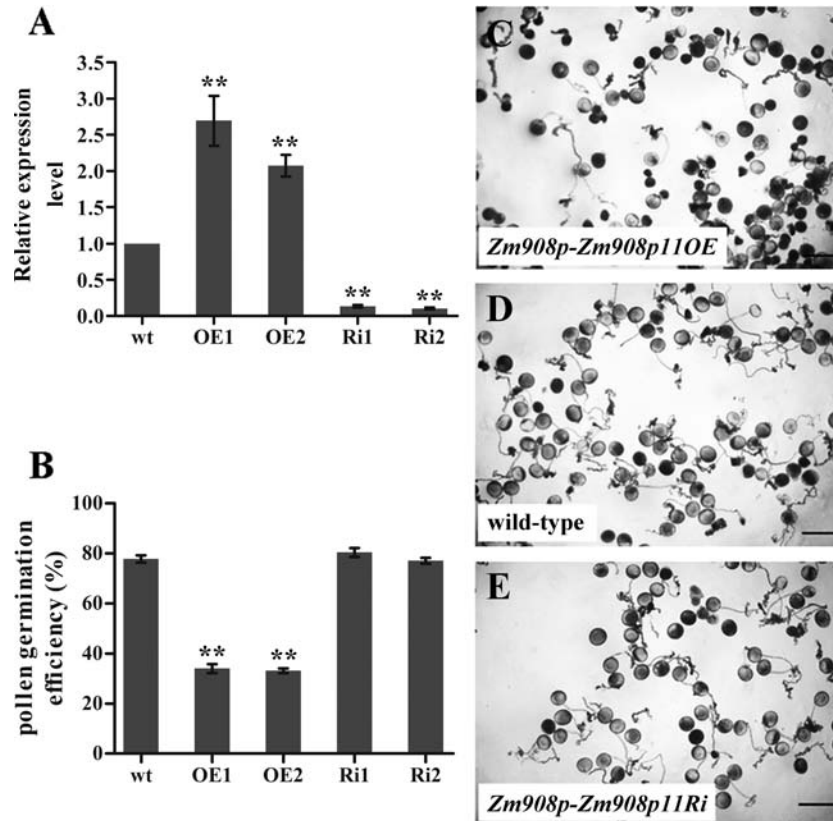 A
Relative expression
level
3.5
3.0
2.5
2.0
1.5
1.0
0.5
0.0
**
**
**
**
wt
OE1
OE2
Ri1
Ri2
B
pollen germination
efficiency (%)
100
80
60
40
20
0
**
**
wt
OE1
OE2
Ri1
Ri2
C
Zm908p-Zm908p11OE
D
wild-type
E
Zm908p-Zm908p11Ri